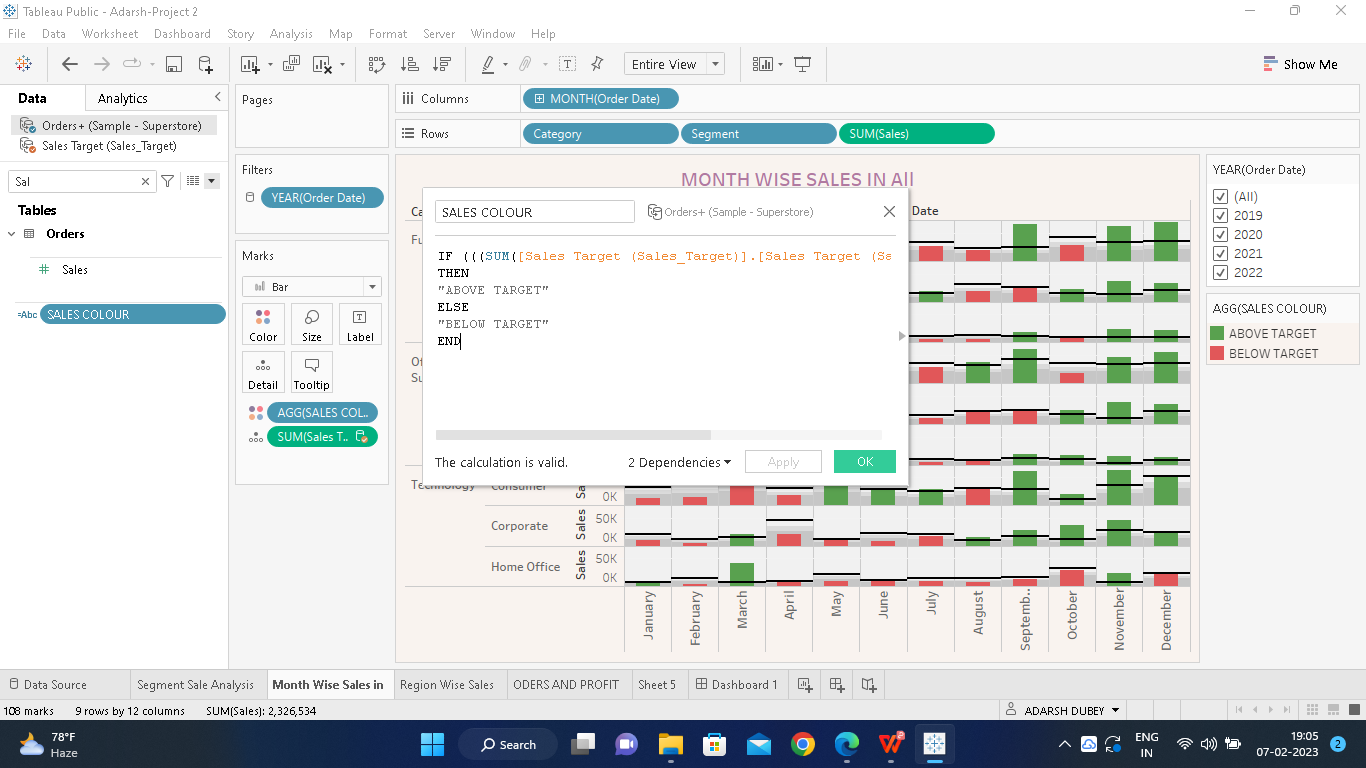 Tableau Public - Adarsh-Project 2
File Data Worksheet Dashboard Story Analysis Map Format Server Window Help
Entire View
Show Me
Data Analytics
Orders+ (Sample - Superstore)
Sales Target (Sales_Target)
Sal
Tables
Orders
Sales
=Abc SALES COLOUR
Pages
Filters
YEAR(Order Date)
Marks
Bar
Color Size Label
Detail Tooltip
AGG(SALES COL..
SUM(Sales T..
Columns MONTH(Order Date)
Rows Category Segment SUM(Sales)
MONTH WISE SALES IN All
Ca
Date
Fu
Of
Su
SALES COLOUR Orders+ (Sample - Superstore)
IF (((SUM([Sales Target (Sales_Target)].[Sales Target (Sa
THEN
"ABOVE TARGET"
ELSE
"BELOW TARGET"
END
The calculation is valid. 2 Dependencies Apply OK
Technology Consumer Sa 0K
Corporate Sales 50K 0K
Home Office Sales 50K 0K
January February March April May June July August Septemb.. October November December
YEAR(Order Date)
(All)
2019
2020
2021
2022
AGG(SALES COLOUR)
ABOVE TARGET
BELOW TARGET
Data Source Segment Sale Analysis Month Wise Sales in Region Wise Sales ODERS AND PROFIT Sheet 5 Dashboard 1
108 marks 9 rows by 12 columns SUM(Sales): 2,326,534 ADARSH DUBEY
78°F
Haze
Search
ENG
IN
19:05
07-02-2023
2